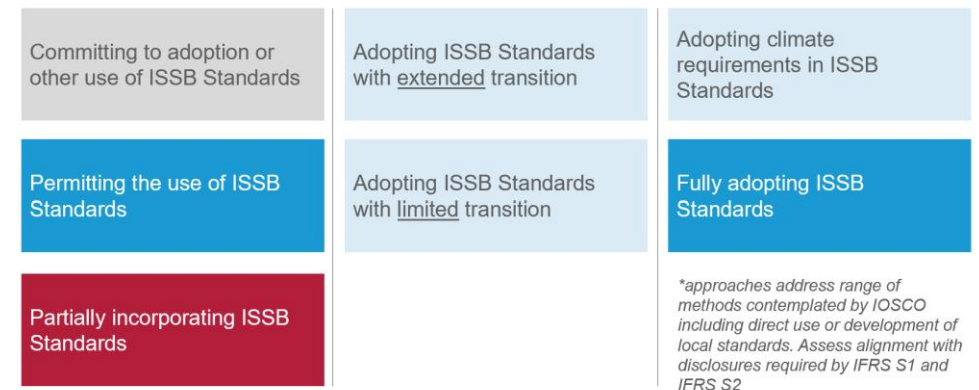 Committing to adoption or
other use of ISSB Standards
Permitting the use of ISSB
Standards
Partially incorporating ISSB
Standards
Adopting ISSB Standards
with extended transition
Adopting ISSB Standards
with limited transition
Adopting climate
requirements in ISSB
Standards
Fully adopting ISSB
Standards
*approaches address range of
methods contemplated by IOSCO
including direct use or development of
local standards. Assess alignment with
disclosures required by IFRS S1 and
IFRS S2